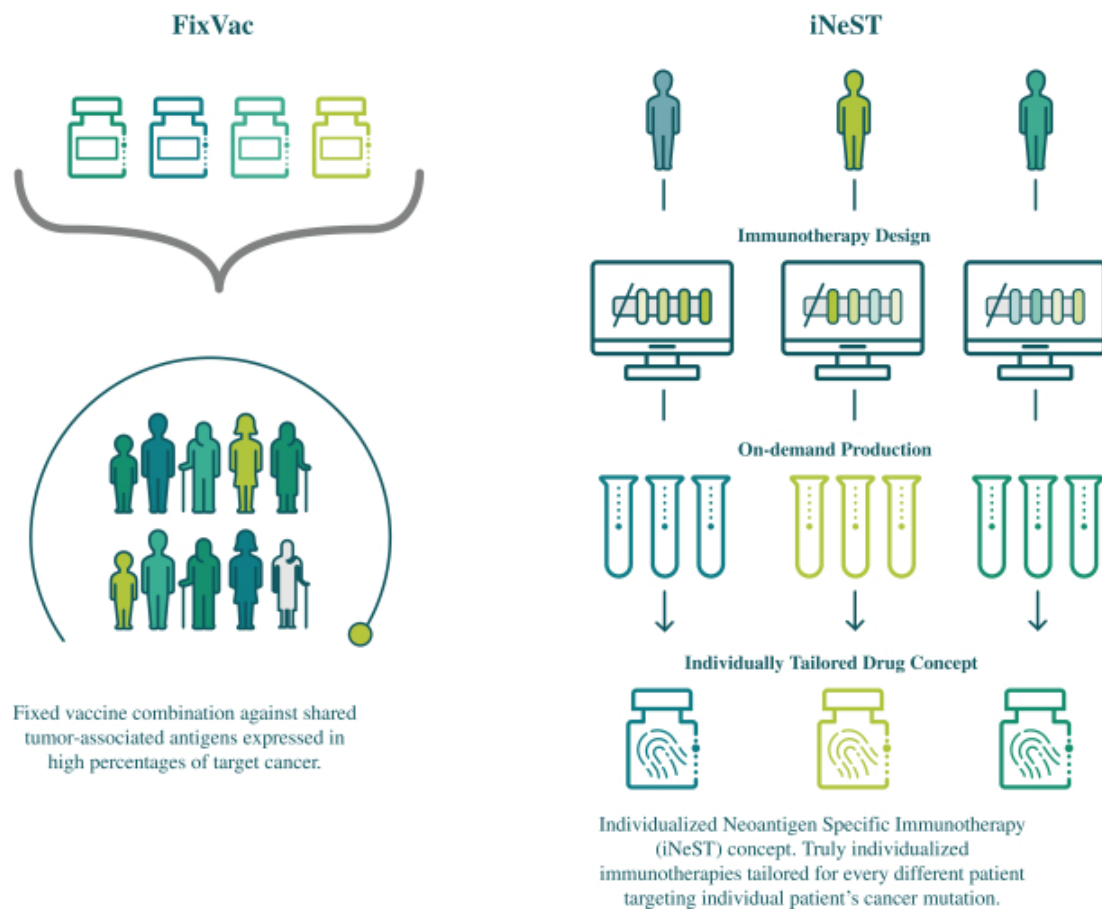 FixVac
Fixed vaccine combination against shared
tumor-associated antigens expressed in
high percentages of target cancer.
iNeST
Immunotherapy Design
On-demand Production
Individually Tailored Drug Concept
Individualized Neoantigen Specific Immunotherapy
(iNeST) concept. Truly individualized
immunotherapies tailored for every different patient
targeting individual patient's cancer mutation.